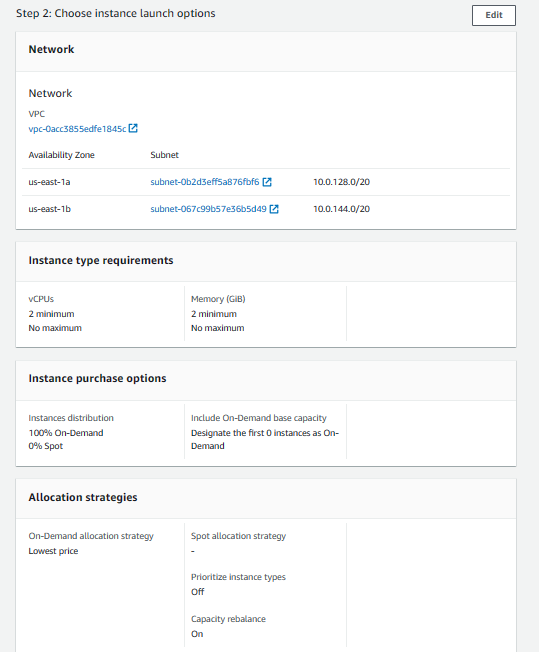 Step 2: Choose instance launch options
Edit
Network
Network
VPC
vpc-0acc3855edfe1845c
Availability Zone Subnet
us-east-1a subnet-0b2d3eff5a876fbf6 10.0.128.0/20
us-east-1b subnet-067c99b57e36b5d49 10.0.144.0/20
Instance type requirements
vCPUs Memory (GiB)
2 minimum 2 minimum
No maximum No maximum
Instance purchase options
Instances distribution Include On-Demand base capacity
100% On-Demand Designate the first 0 instances as On-
0% Spot Demand
Allocation strategies
On-Demand allocation strategy Spot allocation strategy
Lowest price -
Prioritize instance types
Off
Capacity rebalance
On